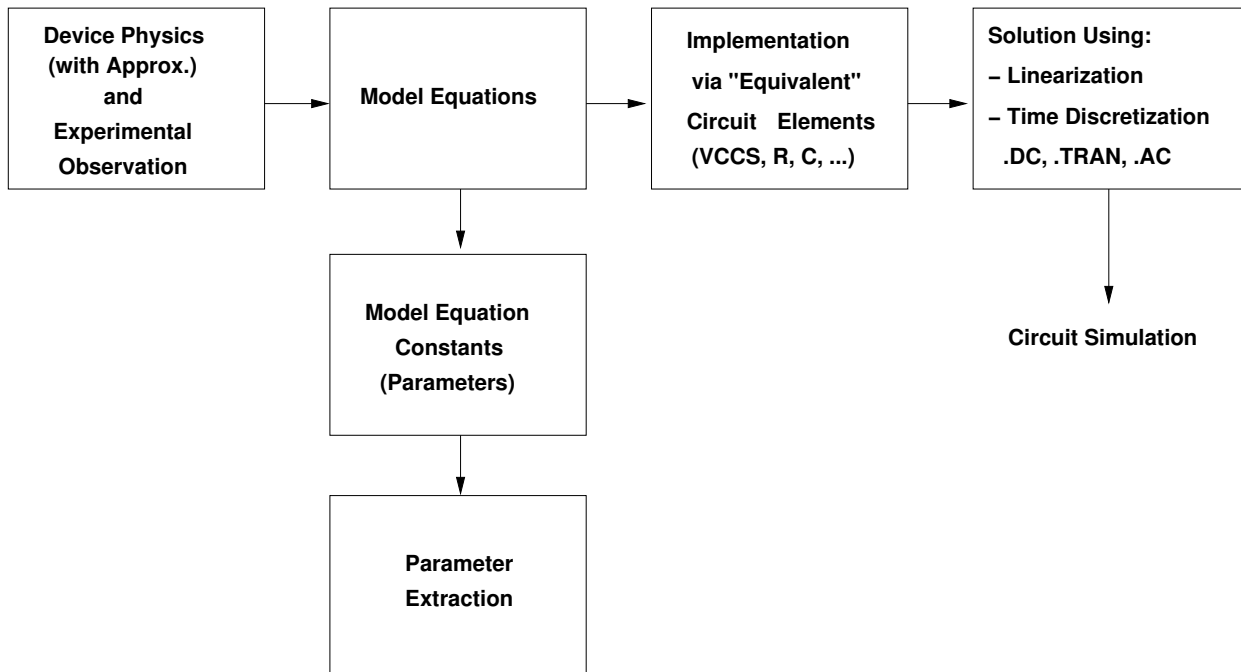 Device Physics
(with Approx.)
and
Experimental
Observation
Model Equations
Implementation
via "Equivalent"
Circuit Elements
(VCCS, R, C, ...)
Solution Using:
– Linearization
– Time Discretization
.DC, .TRAN, .AC
Model Equation
Constants
(Parameters)
Circuit Simulation
Parameter
Extraction